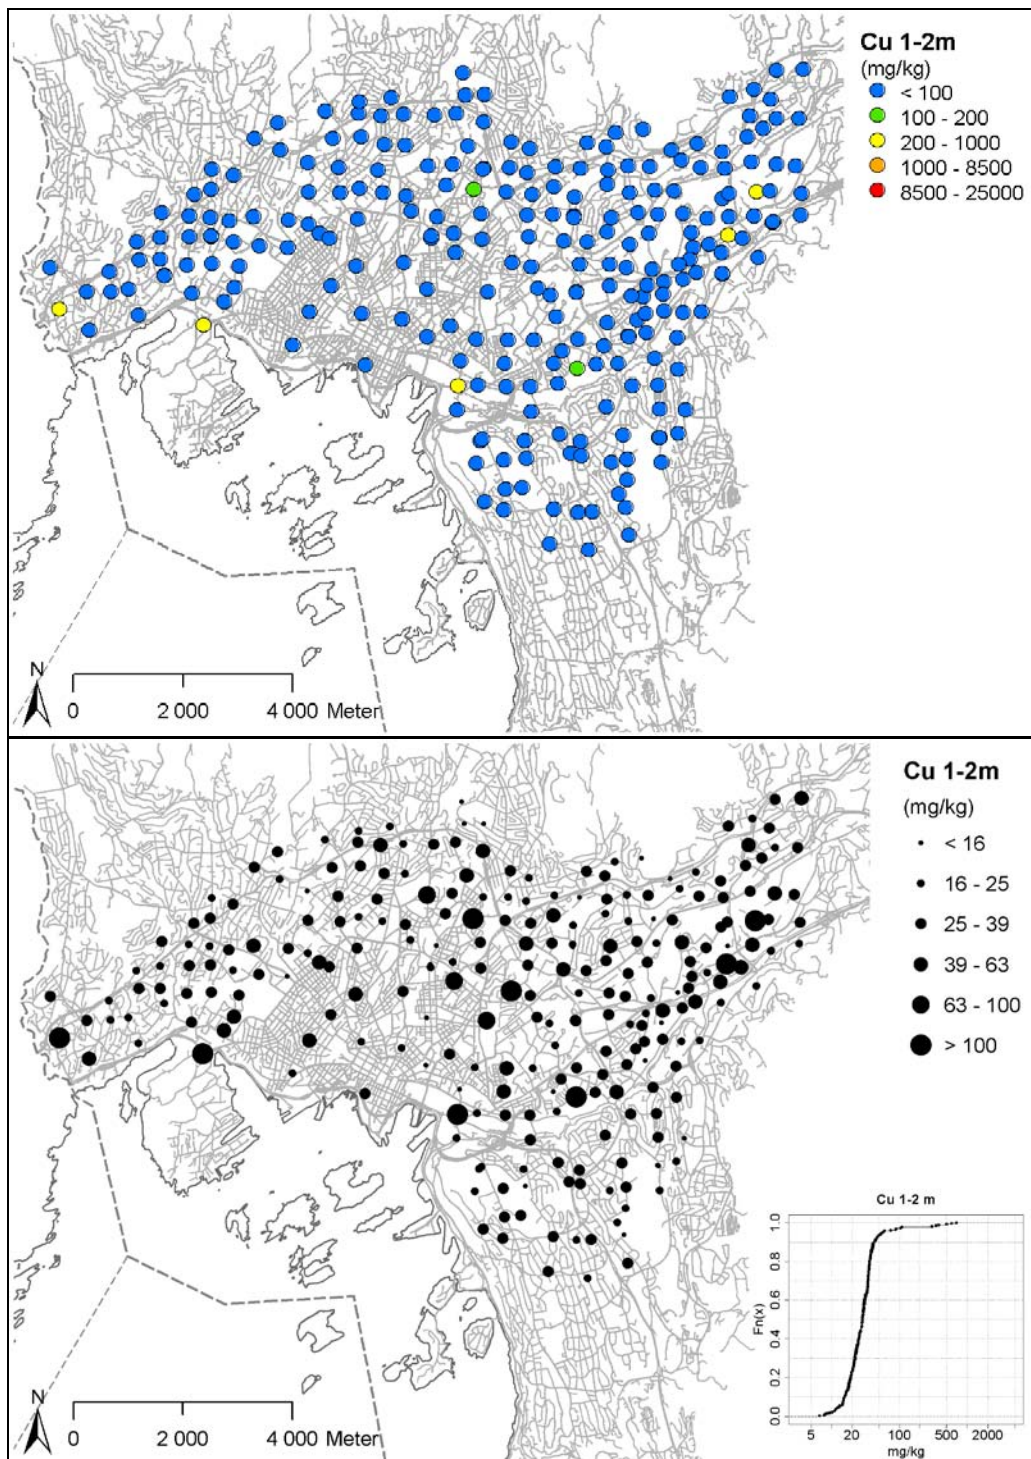 Cu 1-2m
(mg/kg)
< 100
100 - 200
200 - 1000
1000 - 8500
8500 - 25000
N
0 2 000 4 000 Meter
Cu 1-2m
(mg/kg)
< 16
16 - 25
25 - 39
39 - 63
63 - 100
> 100
Cu 1-2 m
Fn(x)
1.0
0.8
0.6
0.4
0.2
0.0
5 20 100 500 2000
mg/kg
N
0 2 000 4 000 Meter